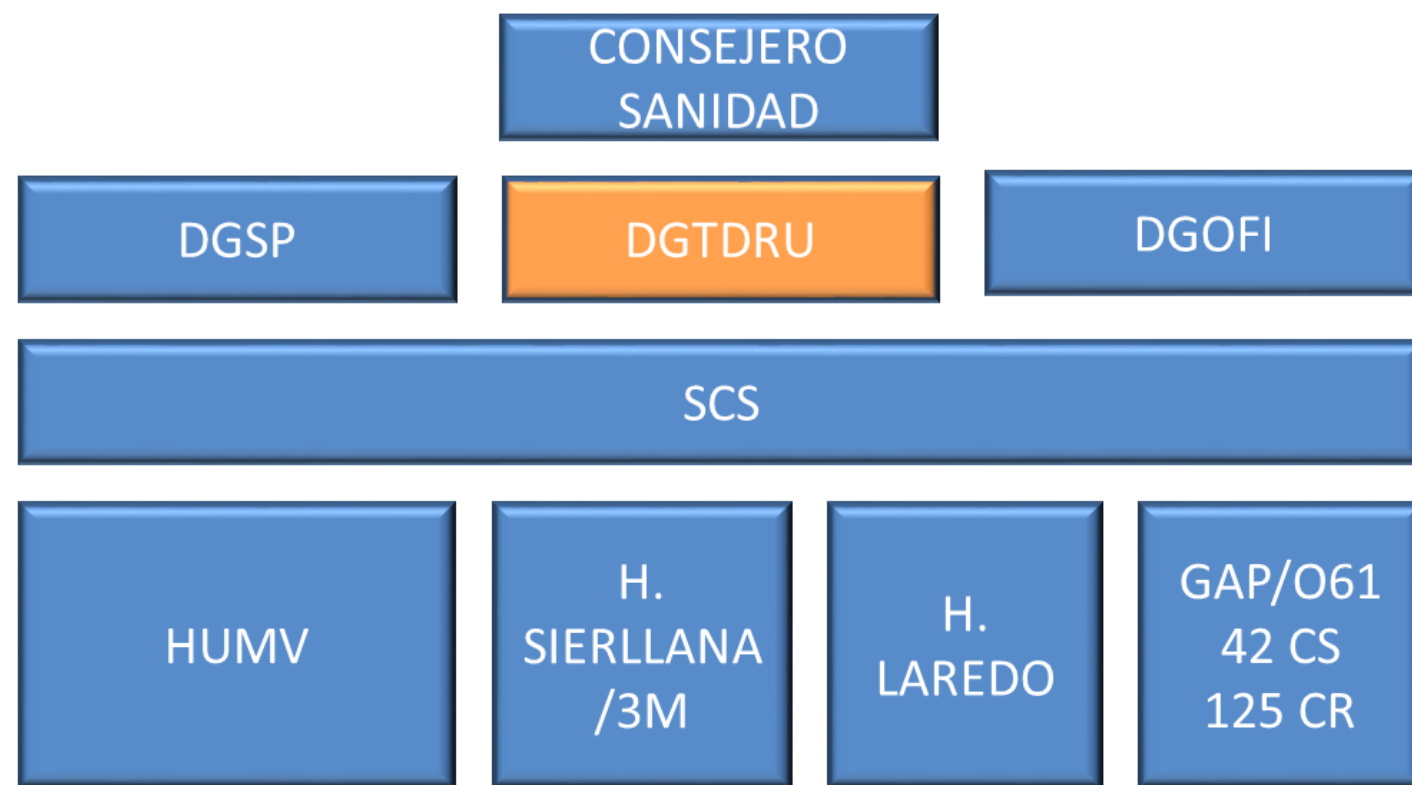 CONSEJERO
SANIDAD
DGSP
DGTDRU
DGOFI
SCS
HUMV
H.
SIERLLANA
/3M
H.
LAREDO
GAP/O61
42 CS
125 CR